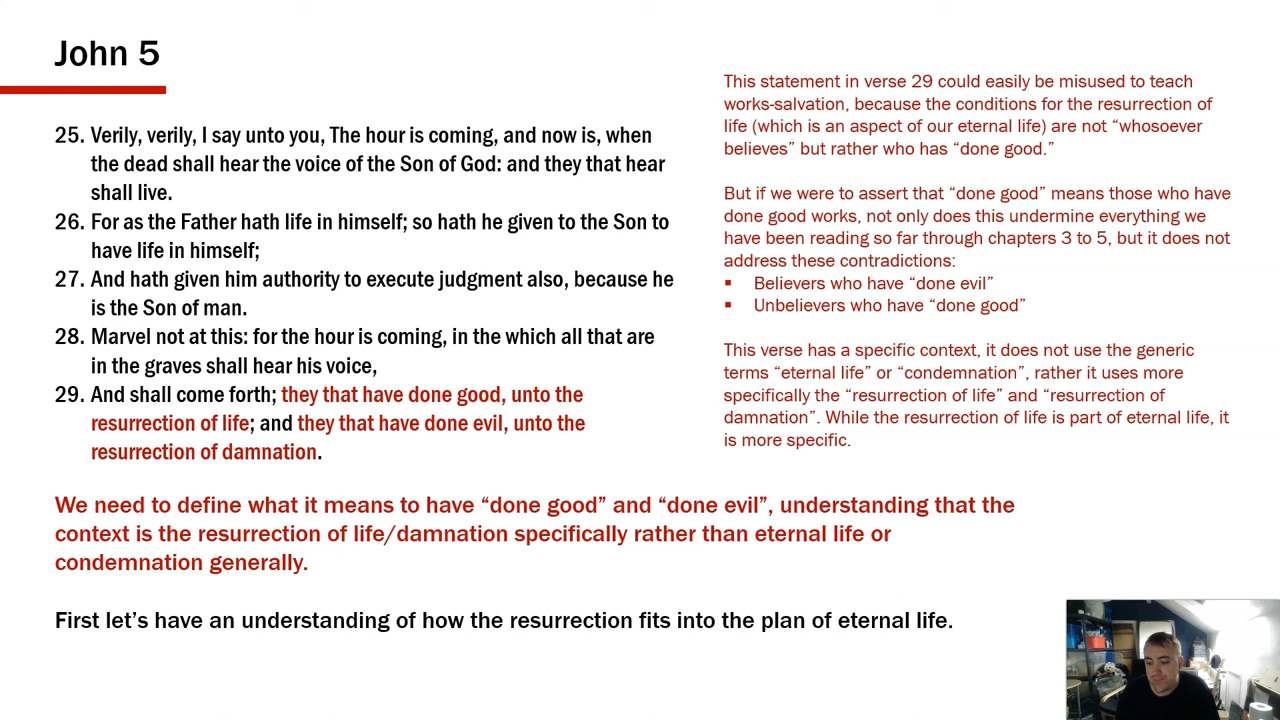 John 5
25. Verily, verily, I say unto you, The hour is coming, and now is, when
the dead shall hear the voice of the Son of God: and they that hear
shall live.
26. For as the Father hath life in himself; so hath he given to the Son to
have life in himself;
27. And hath given him authority to execute judgment also, because he
is the Son of man.
28. Marvel not at this: for the hour is coming, in the which all that are
in the graves shall hear his voice,
29. And shall come forth; they that have done good, unto the
resurrection of life; and they that have done evil, unto the
resurrection of damnation.
This statement in verse 29 could easily be misused to teach
works-salvation, because the conditions for the resurrection of
life (which is an aspect of our eternal life) are not “whosoever
believes” but rather who has “done good.”
But if we were to assert that “done good” means those who have
done good works, not only does this undermine everything we
have been reading so far through chapters 3 to 5, but it does not
address these contradictions:
▪ Believers who have “done evil”
▪ Unbelievers who have “done good”
This verse has a specific context, it does not use the generic
terms “eternal life” or “condemnation”, rather it uses more
specifically the “resurrection of life” and “resurrection of
damnation”. While the resurrection of life is part of eternal life, it
is more specific.
We need to define what it means to have “done good” and “done evil”, understanding that the
context is the resurrection of life/damnation specifically rather than eternal life or
condemnation generally.
First let’s have an understanding of how the resurrection fits into the plan of eternal life.